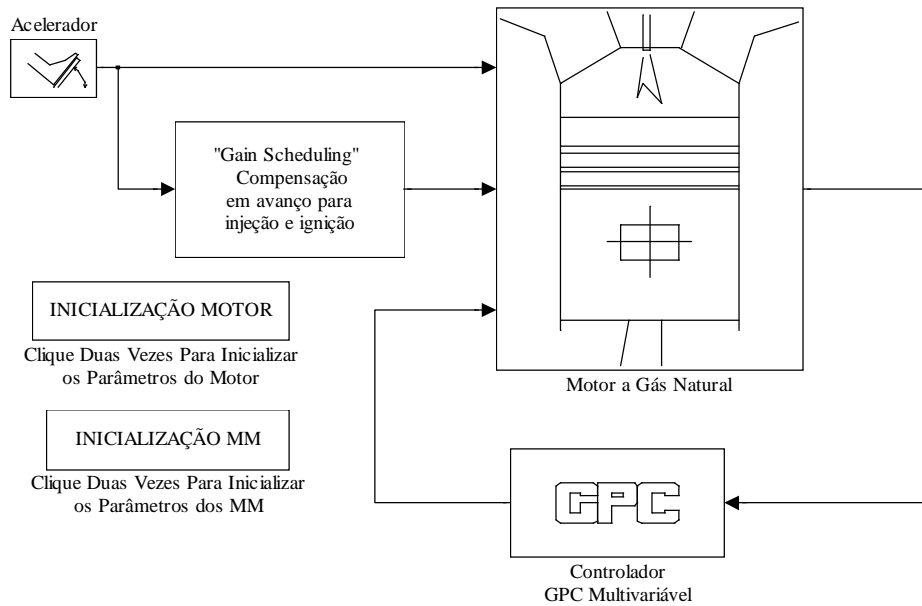 Acelerador
"Gain Scheduling"
Compensação
em avanço para
injeção e ignição
INICIALIZAÇÃO MOTOR
Clique Duas Vezes Para Inicializar
os Parâmetros do Motor
Motor a Gás Natural
INICIALIZAÇÃO MM
Clique Duas Vezes Para Inicializar
os Parâmetros dos MM
GPC
Controlador
GPC Multivariável